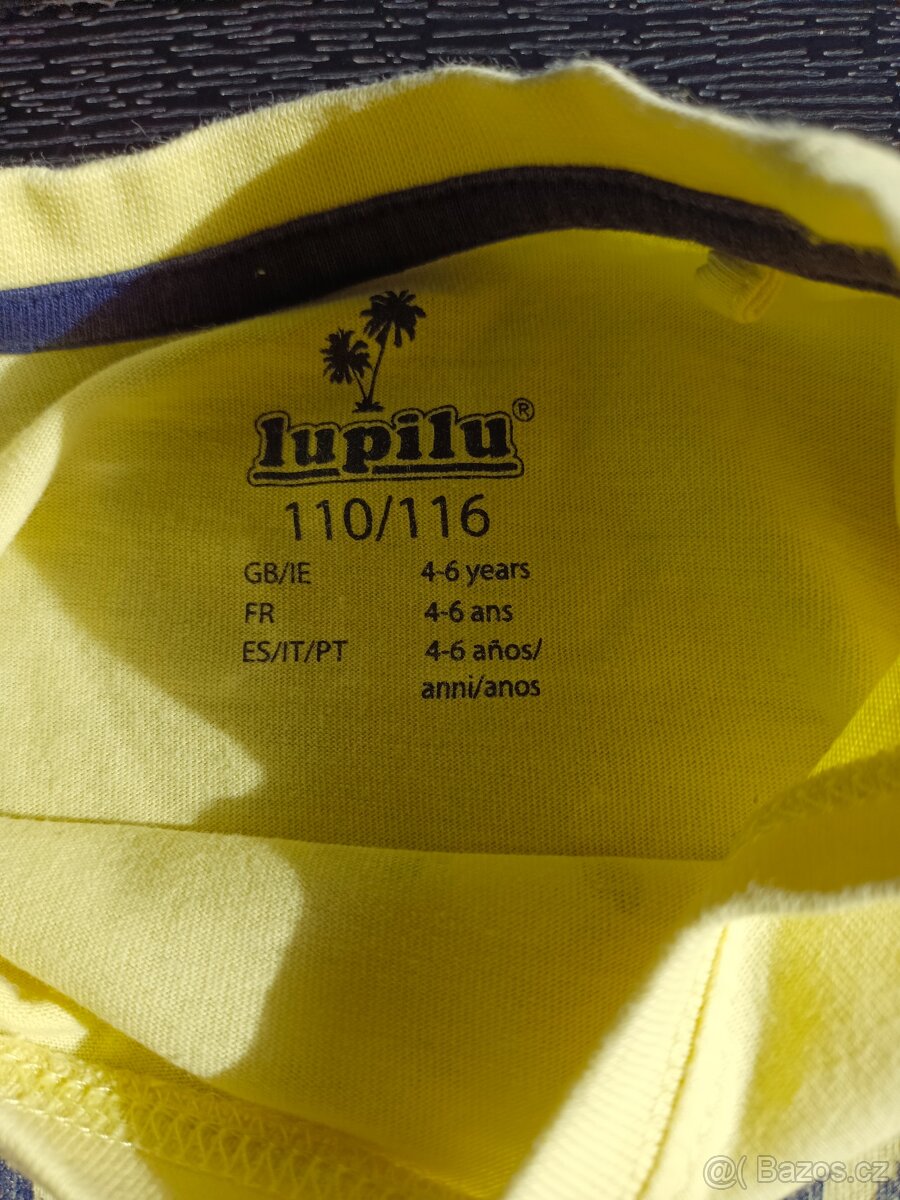 lupilu®
110/116
GB/IE 4-6 years
FR 4-6 ans
ES/IT/PT 4-6 años/
anni/anos
@( Bazos.cz